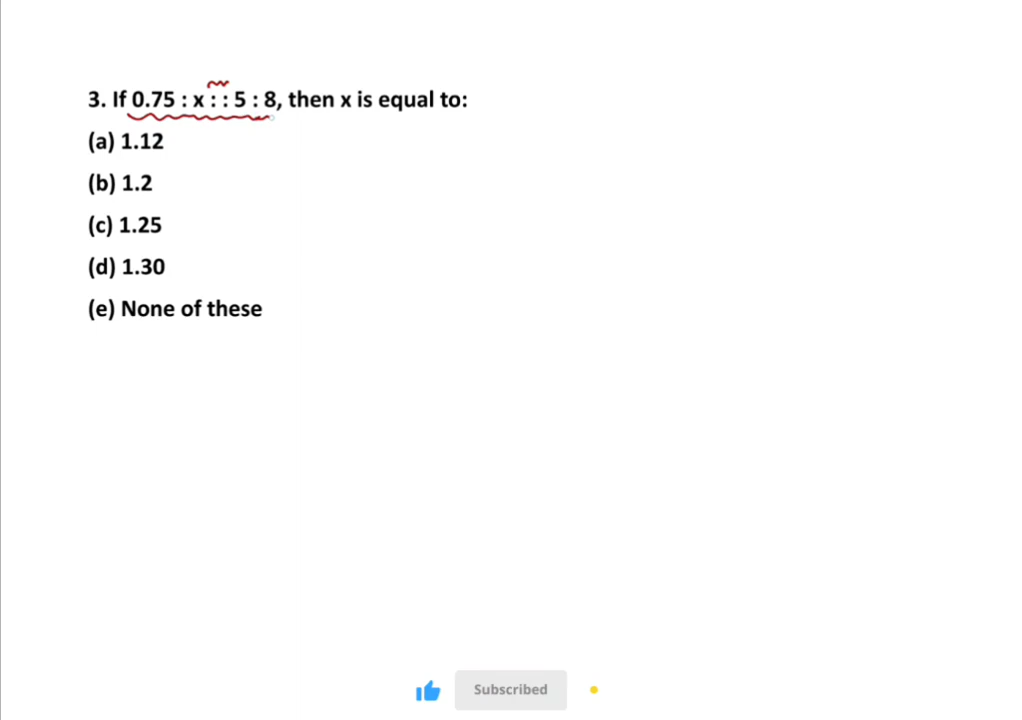 3. If 0.75 : x : : 5 : 8, then x is equal to:
(a) 1.12
(b) 1.2
(c) 1.25
(d) 1.30
(e) None of these
Subscribed